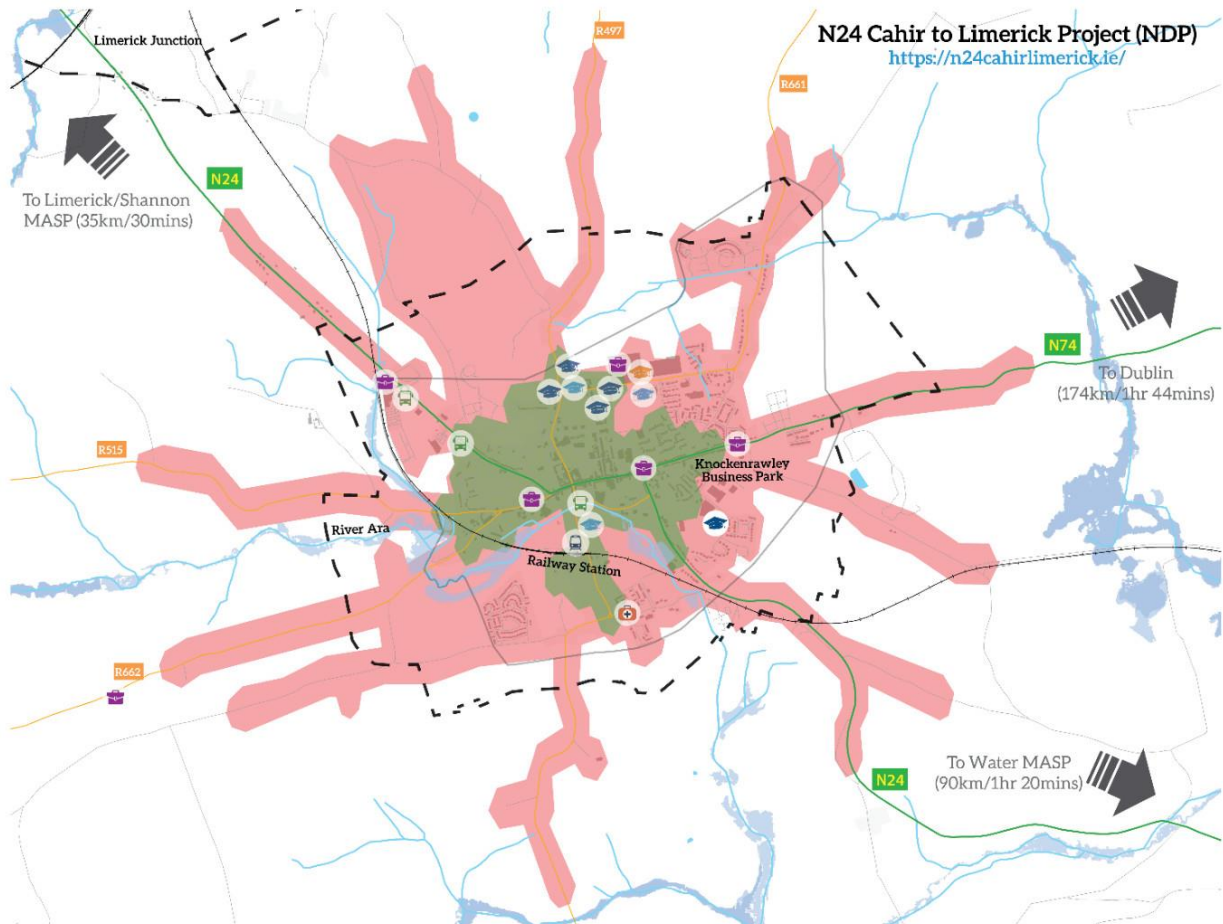 N24 Cahir to Limerick Project (NDP)
https://n24cahirlimerick.ie/
Limerick Junction
R497
R661
N24
To Limerick/Shannon
MASP (35km/30mins)
N74
To Dublin
(174km/1hr 44mins)
R515
Knockenrawley
Business Park
River Ara
Railway Station
R662
To Water MASP
(90km/1hr 20mins)
N24